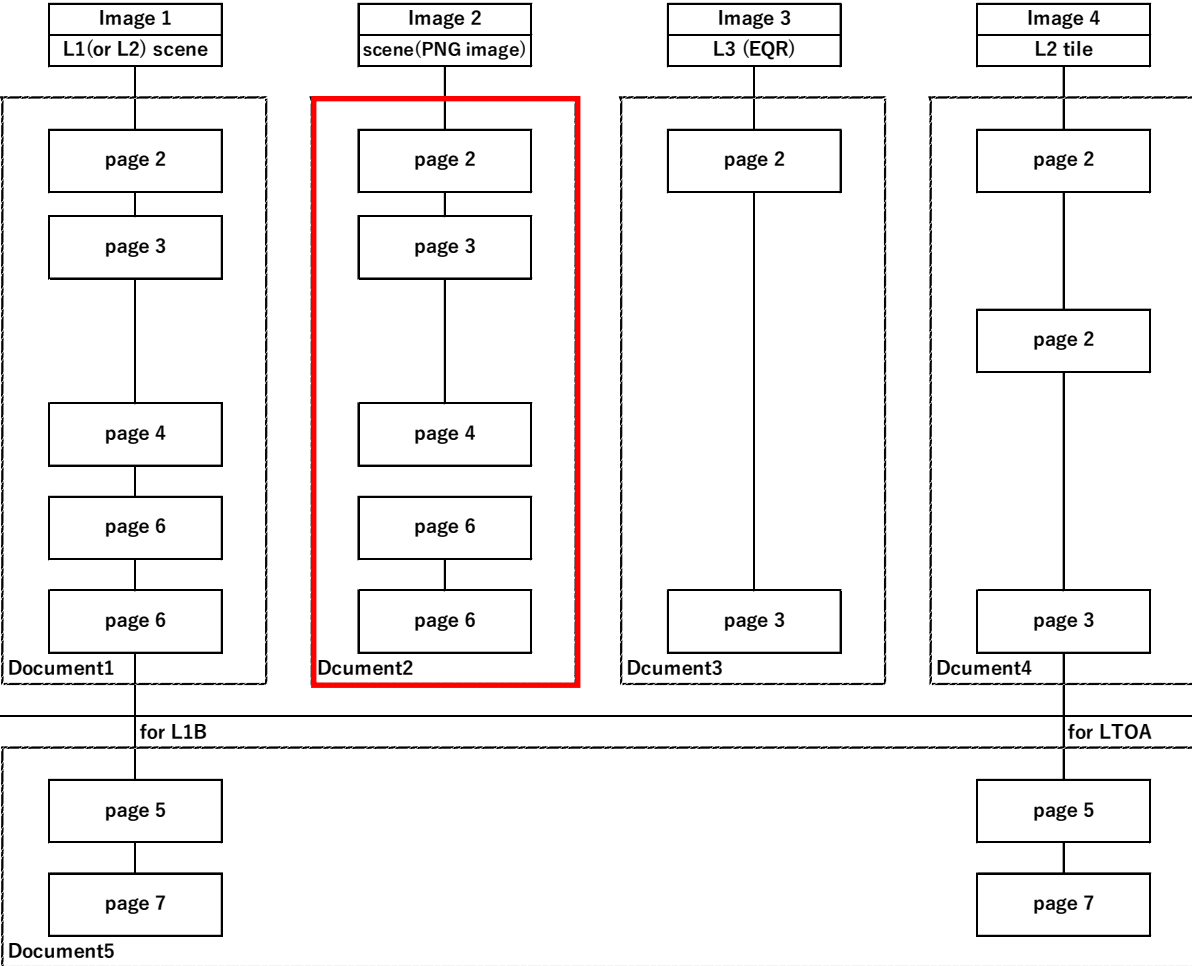 Image 1
L1(or L2) scene
page 2
page 3
page 4
page 6
page 6
Document1
Image 2
scene(PNG image)
page 2
page 3
page 4
page 6
page 6
Dcument2
Image 3
L3 (EQR)
page 2
page 3
Dcument3
Image 4
L2 tile
page 2
page 2
page 3
Dcument4
for L1B
for LTOA
page 5
page 7
page 5
page 7
Document5